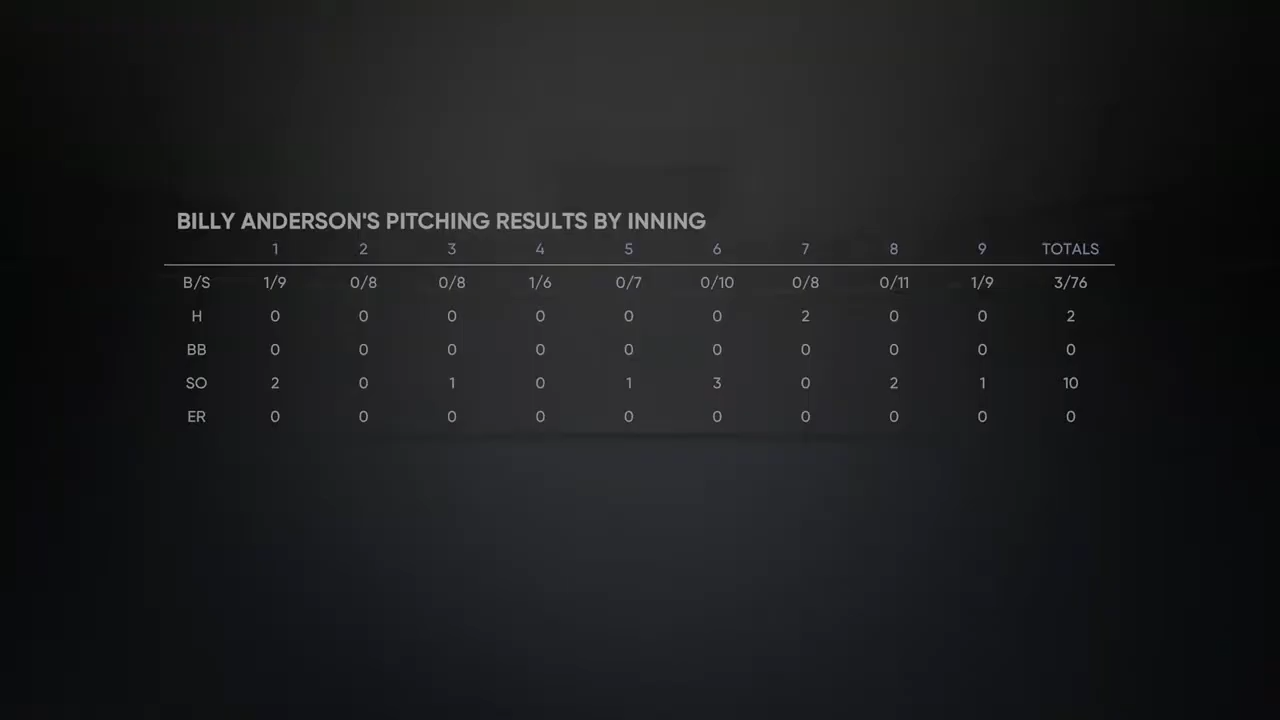 BILLY ANDERSON'S PITCHING RESULTS BY INNING
1 2 3 4 5 6 7 8 9 TOTALS
B/S 1/9 0/8 0/8 1/6 0/7 0/10 0/8 0/11 1/9 3/76
H 0 0 0 0 0 0 2 0 0 2
BB 0 0 0 0 0 0 0 0 0 0
SO 2 0 1 0 1 3 0 2 1 10
ER 0 0 0 0 0 0 0 0 0 0